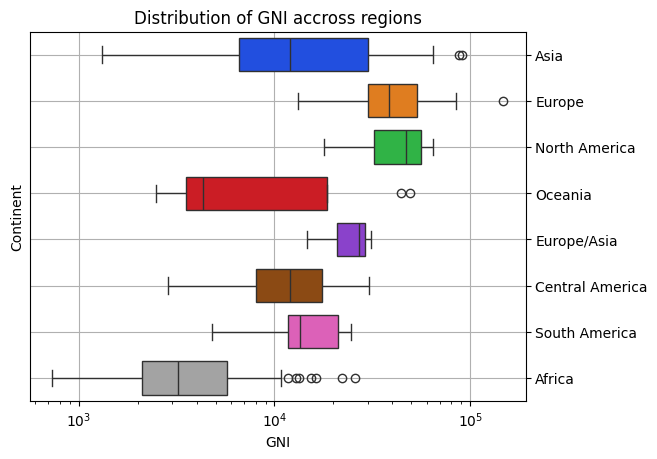 Distribution of GNI accross regions
Asia
Europe
North America
Oceania
Europe/Asia
Central America
South America
Africa
Continent
10³ 10⁴ 10⁵
GNI